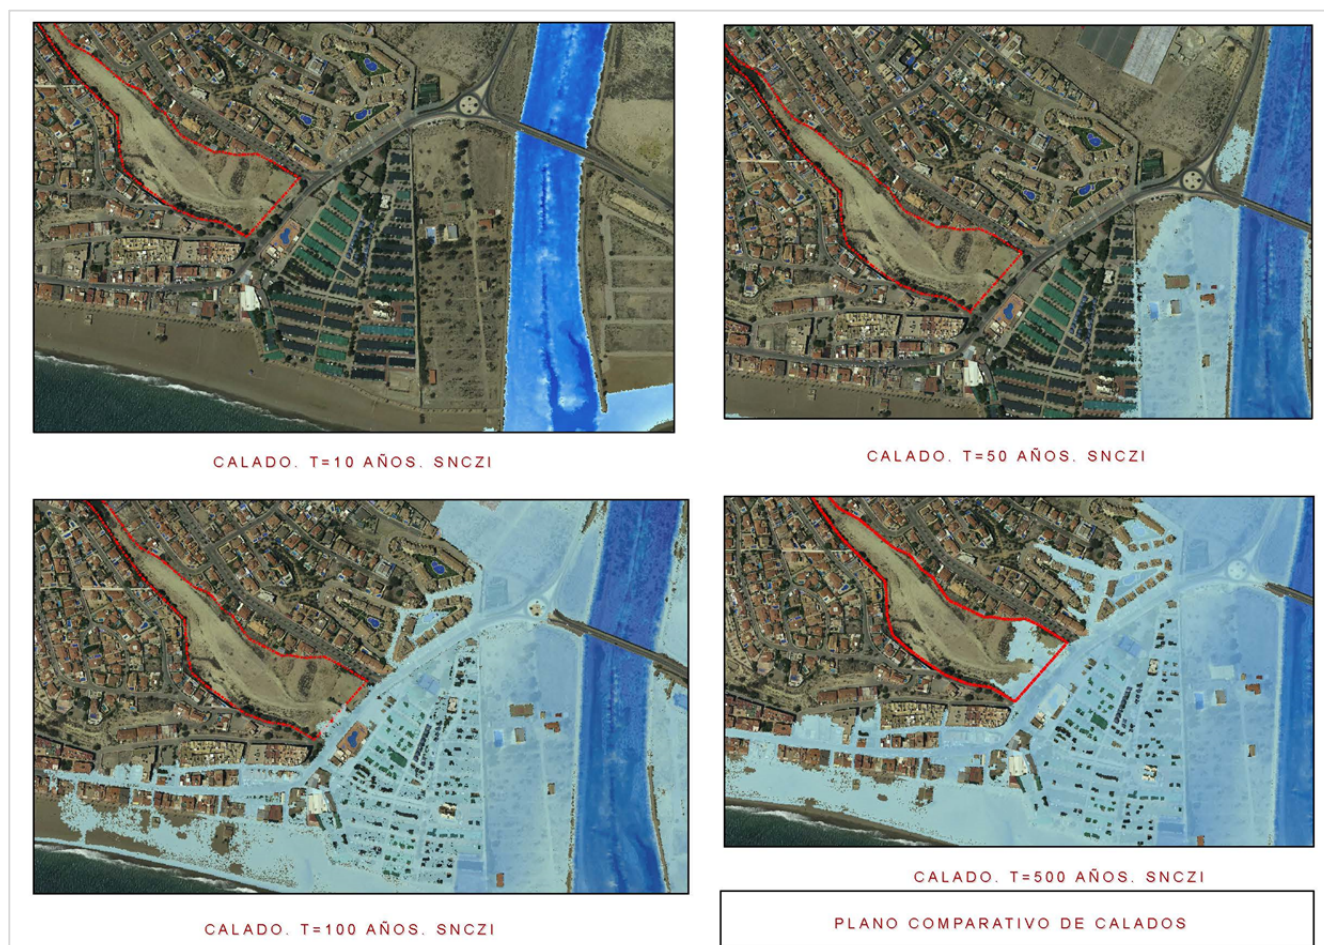 CALADO. T=10 AÑOS. SNCZI
CALADO. T=50 AÑOS. SNCZI
CALADO. T=100 AÑOS. SNCZI
CALADO. T=500 AÑOS. SNCZI
PLANO COMPARATIVO DE CALADOS